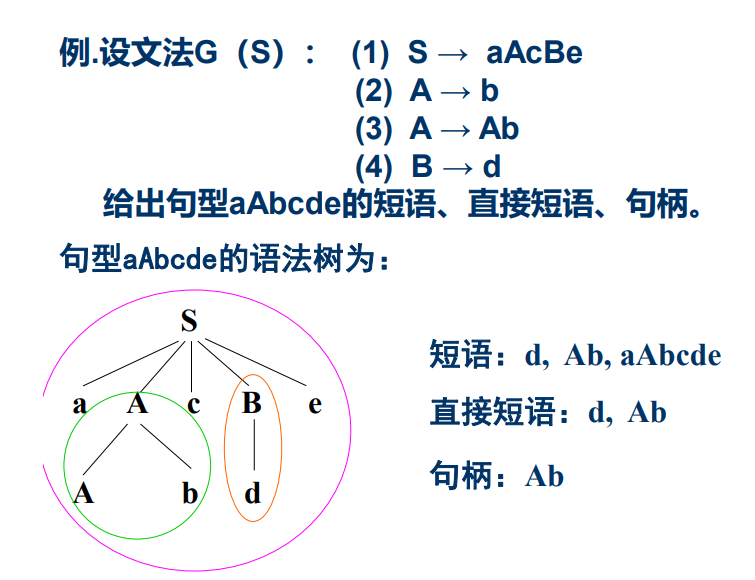 例.设文法G（S）： (1) S → aAcBe
(2) A → b
(3) A → Ab
(4) B → d
给出句型aAbcde的短语、直接短语、句柄。
句型aAbcde的语法树为：
S
a A c B e
A b d
短语：d, Ab, aAbcde
直接短语：d, Ab
句柄：Ab